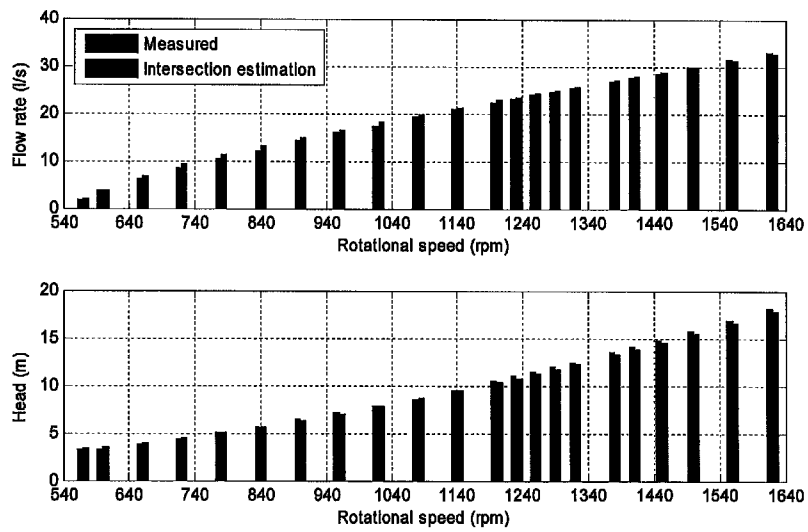 40
Measured
30
Intersection estimation
Flow rate (l/s)
20
10
0
540 640 740 840 940 1040 1140 1240 1340 1440 1540 1640
Rotational speed (rpm)
20
15
Head (m)
10
5
0
540 640 740 840 940 1040 1140 1240 1340 1440 1540 1640
Rotational speed (rpm)